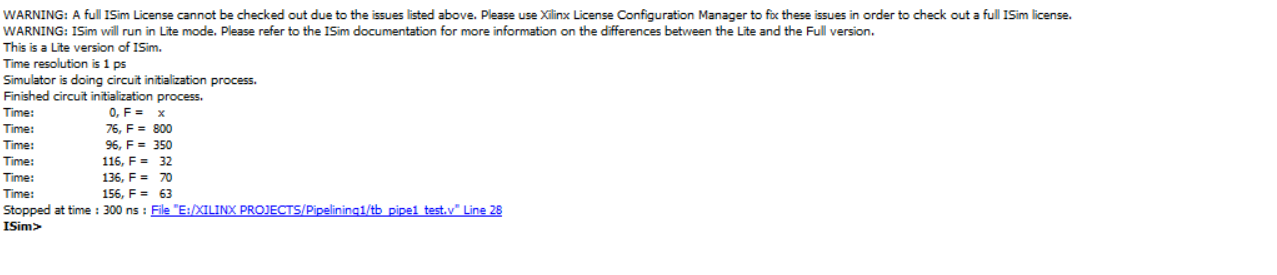 WARNING: A full ISim License cannot be checked out due to the issues listed above. Please use Xilinx License Configuration Manager to fix these issues in order to check out a full ISim license.
WARNING: ISim will run in Lite mode. Please refer to the ISim documentation for more information on the differences between the Lite and the Full version.
This is a Lite version of ISim.
Time resolution is 1 ps
Simulator is doing circuit initialization process.
Finished circuit initialization process.
Time: 0, F = x
Time: 76, F = 800
Time: 96, F = 350
Time: 116, F = 32
Time: 136, F = 70
Time: 156, F = 63
Stopped at time : 300 ns : File "E:/XILINX PROJECTS/Pipelining1/tb_pipe1_test.v" Line 28
ISim>